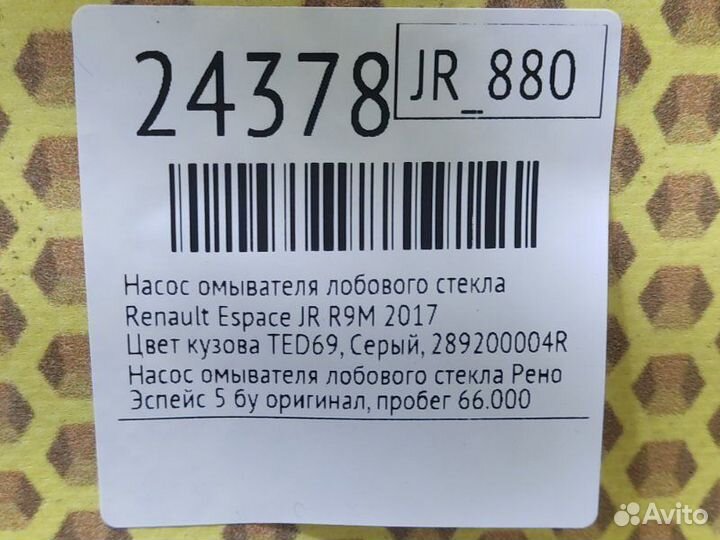 24378
JR_880
Насос омывателя лобового стекла
Renault Espace JR R9M 2017
Цвет кузова TED69, Серый, 289200004R
Насос омывателя лобового стекла Рено
Эспейс 5 бу оригинал, пробег 66.000
Avito